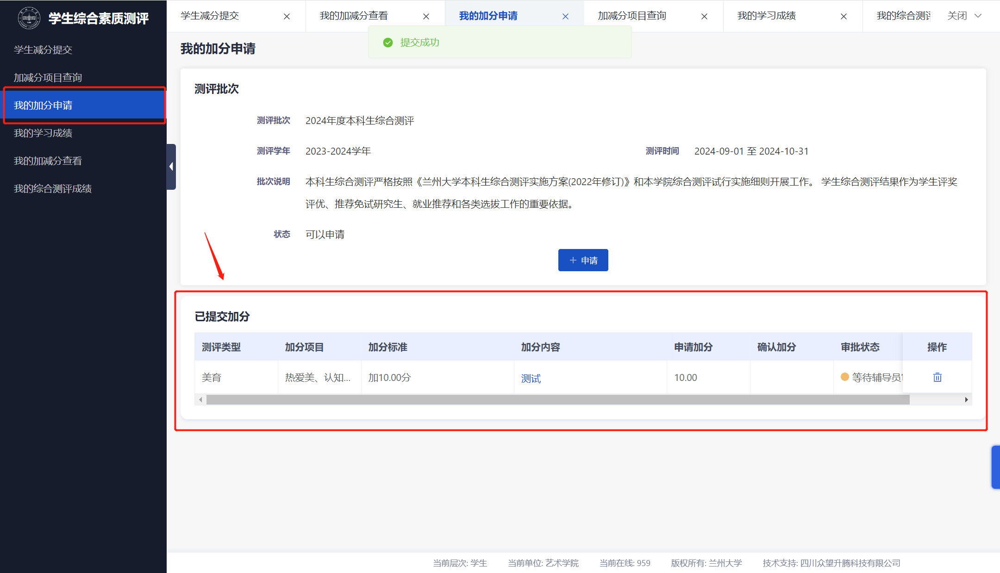 学生综合素质测评
学生减分提交
加减分项目查询
我的加分申请
我的学习成绩
我的加减分查看
我的综合测评成绩
学生减分提交
我的加减分查看
我的加分申请
加减分项目查询
我的学习成绩
我的综合测
关闭
提交成功
我的加分申请
测评批次
测评批次 2024年度本科生综合测评
测评学年 2023-2024学年 测评时间 2024-09-01 至 2024-10-31
批次说明 本科生综合测评严格按照《兰州大学本科生综合测评实施方案(2022年修订)》和本学院综合测评试行实施细则开展工作。 学生综合测评结果作为学生评奖
评优、推荐免试研究生、就业推荐和各类选拔工作的重要依据。
状态 可以申请
+ 申请
已提交加分
测评类型 加分项目 加分标准 加分内容 申请加分 确认加分 审批状态 操作
美育 热爱美、认知... 加10.00分 测试 10.00 等待辅导员
当前层次: 学生 当前单位: 艺术学院 当前在线: 959 版权所有: 兰州大学 技术支持: 四川众望升腾科技有限公司